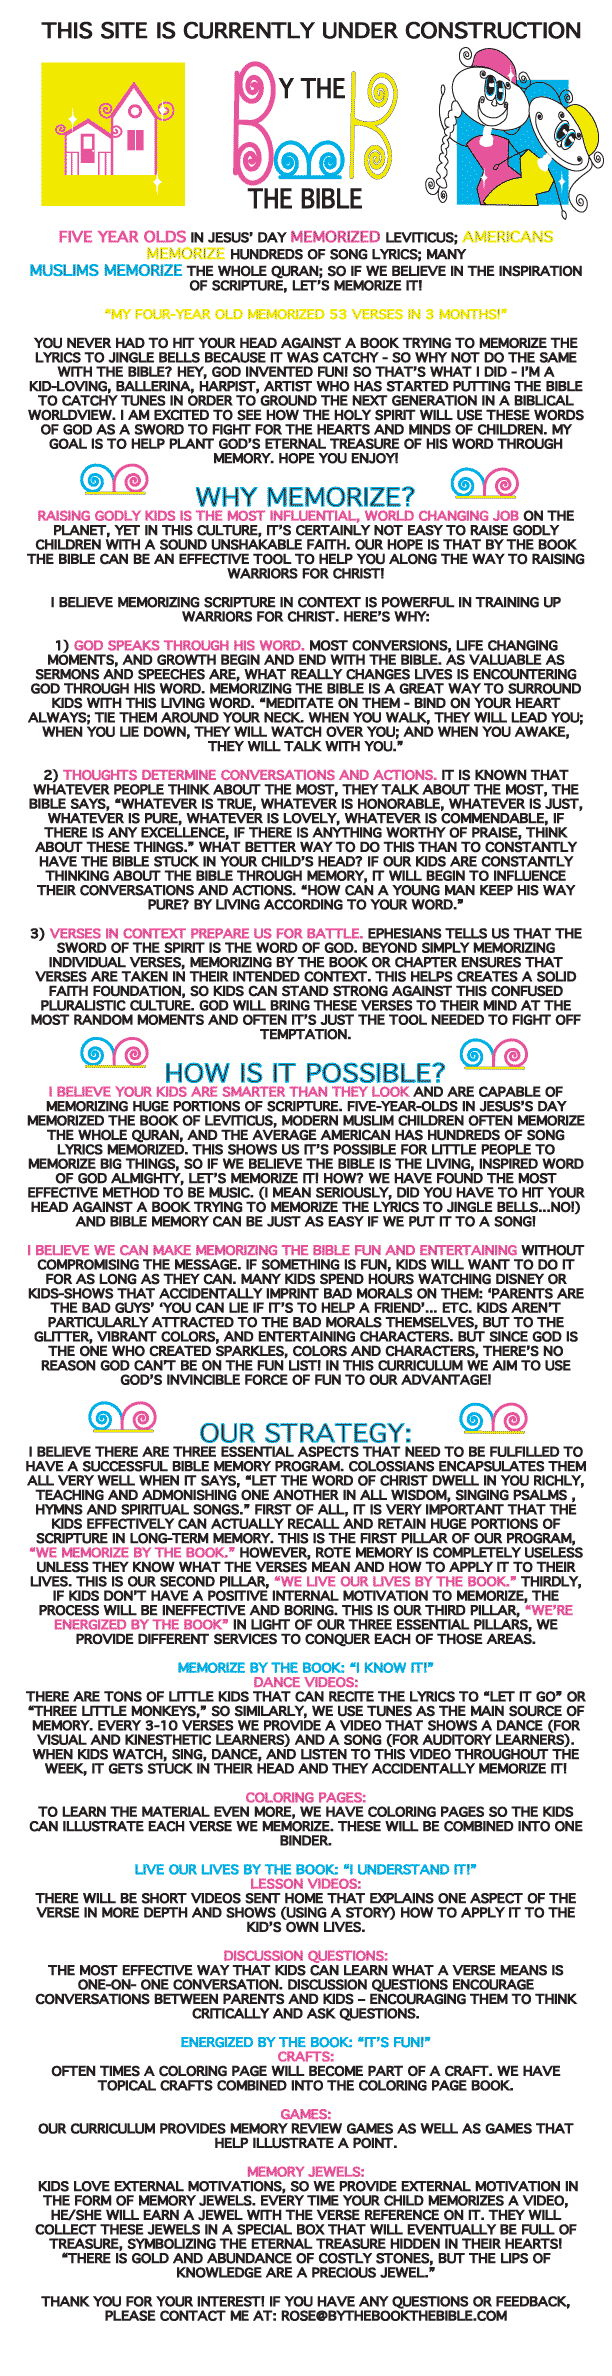 THIS SITE IS CURRENTLY UNDER CONSTRUCTION
BY THE
BOOK
THE BIBLE
FIVE YEAR OLDS IN JESUS' DAY MEMORIZED LEVITICUS; AMERICANS
MEMORIZE HUNDREDS OF SONG LYRICS; MANY
MUSLIMS MEMORIZE THE WHOLE QURAN; SO IF WE BELIEVE IN THE INSPIRATION
OF SCRIPTURE, LET'S MEMORIZE IT!
"MY FOUR-YEAR OLD MEMORIZED 53 VERSES IN 3 MONTHS!"
YOU NEVER HAD TO HIT YOUR HEAD AGAINST A BOOK TRYING TO MEMORIZE THE
LYRICS TO JINGLE BELLS BECAUSE IT WAS CATCHY - SO WHY NOT DO THE SAME
WITH THE BIBLE? HEY, GOD INVENTED FUN! SO THAT'S WHAT I DID - I'M A
KID-LOVING, BALLERINA, HARPIST, ARTIST WHO HAS STARTED PUTTING THE BIBLE
TO CATCHY TUNES IN ORDER TO GROUND THE NEXT GENERATION IN A BIBLICAL
WORLDVIEW. I AM EXCITED TO SEE HOW THE HOLY SPIRIT WILL USE THESE WORDS
OF GOD AS A SWORD TO FIGHT FOR THE HEARTS AND MINDS OF CHILDREN. MY
GOAL IS TO HELP PLANT GOD'S ETERNAL TREASURE OF HIS WORD THROUGH
MEMORY. HOPE YOU ENJOY!
WHY MEMORIZE?
RAISING GODLY KIDS IS THE MOST INFLUENTIAL, WORLD CHANGING JOB ON THE
PLANET, YET IN THIS CULTURE, IT'S CERTAINLY NOT EASY TO RAISE GODLY
CHILDREN WITH A SOUND UNSHAKABLE FAITH. OUR HOPE IS THAT BY THE BOOK
THE BIBLE CAN BE AN EFFECTIVE TOOL TO HELP YOU ALONG THE WAY TO RAISING
WARRIORS FOR CHRIST!
I BELIEVE MEMORIZING SCRIPTURE IN CONTEXT IS POWERFUL IN TRAINING UP
WARRIORS FOR CHRIST. HERE'S WHY:
1) GOD SPEAKS THROUGH HIS WORD. MOST CONVERSIONS, LIFE CHANGING
MOMENTS, AND GROWTH BEGIN AND END WITH THE BIBLE. AS VALUABLE AS
SERMONS AND SPEECHES ARE, WHAT REALLY CHANGES LIVES IS ENCOUNTERING
GOD THROUGH HIS WORD. MEMORIZING THE BIBLE IS A GREAT WAY TO SURROUND
KIDS WITH THIS LIVING WORD. "MEDITATE ON THEM - BIND ON YOUR HEART
ALWAYS; TIE THEM AROUND YOUR NECK. WHEN YOU WALK, THEY WILL LEAD YOU;
WHEN YOU LIE DOWN, THEY WILL WATCH OVER YOU; AND WHEN YOU AWAKE,
THEY WILL TALK WITH YOU."
2) THOUGHTS DETERMINE CONVERSATIONS AND ACTIONS. IT IS KNOWN THAT
WHATEVER PEOPLE THINK ABOUT THE MOST, THEY TALK ABOUT THE MOST, THE
BIBLE SAYS, "WHATEVER IS TRUE, WHATEVER IS HONORABLE, WHATEVER IS JUST,
WHATEVER IS PURE, WHATEVER IS LOVELY, WHATEVER IS COMMENDABLE, IF
THERE IS ANY EXCELLENCE, IF THERE IS ANYTHING WORTHY OF PRAISE, THINK
ABOUT THESE THINGS." WHAT BETTER WAY TO DO THIS THAN TO CONSTANTLY
HAVE THE BIBLE STUCK IN YOUR CHILD'S HEAD? IF OUR KIDS ARE CONSTANTLY
THINKING ABOUT THE BIBLE THROUGH MEMORY, IT WILL BEGIN TO INFLUENCE
THEIR CONVERSATIONS AND ACTIONS. "HOW CAN A YOUNG MAN KEEP HIS WAY
PURE? BY LIVING ACCORDING TO YOUR WORD."
3) VERSES IN CONTEXT PREPARE US FOR BATTLE. EPHESIANS TELLS US THAT THE
SWORD OF THE SPIRIT IS THE WORD OF GOD. BEYOND SIMPLY MEMORIZING
INDIVIDUAL VERSES, MEMORIZING BY THE BOOK OR CHAPTER ENSURES THAT
VERSES ARE TAKEN IN THEIR INTENDED CONTEXT. THIS HELPS CREATES A SOLID
FAITH FOUNDATION, SO KIDS CAN STAND STRONG AGAINST THIS CONFUSED
PLURALISTIC CULTURE. GOD WILL BRING THESE VERSES TO THEIR MIND AT THE
MOST RANDOM MOMENTS AND OFTEN IT'S JUST THE TOOL NEEDED TO FIGHT OFF
TEMPTATION.
HOW IS IT POSSIBLE?
I BELIEVE YOUR KIDS ARE SMARTER THAN THEY LOOK AND ARE CAPABLE OF
MEMORIZING HUGE PORTIONS OF SCRIPTURE. FIVE-YEAR-OLDS IN JESUS'S DAY
MEMORIZED THE BOOK OF LEVITICUS, MODERN MUSLIM CHILDREN OFTEN MEMORIZE
THE WHOLE QURAN, AND THE AVERAGE AMERICAN HAS HUNDREDS OF SONG
LYRICS MEMORIZED. THIS SHOWS US IT'S POSSIBLE FOR LITTLE PEOPLE TO
MEMORIZE BIG THINGS, SO IF WE BELIEVE THE BIBLE IS THE LIVING, INSPIRED WORD
OF GOD ALMIGHTY, LET'S MEMORIZE IT! HOW? WE HAVE FOUND THE MOST
EFFECTIVE METHOD TO BE MUSIC. (I MEAN SERIOUSLY, DID YOU HAVE TO HIT YOUR
HEAD AGAINST A BOOK TRYING TO MEMORIZE THE LYRICS TO JINGLE BELLS...NO!)
AND BIBLE MEMORY CAN BE JUST AS EASY IF WE PUT IT TO A SONG!
I BELIEVE WE CAN MAKE MEMORIZING THE BIBLE FUN AND ENTERTAINING WITHOUT
COMPROMISING THE MESSAGE. IF SOMETHING IS FUN, KIDS WILL WANT TO DO IT
FOR AS LONG AS THEY CAN. MANY KIDS SPEND HOURS WATCHING DISNEY OR
KIDS-SHOWS THAT ACCIDENTALLY IMPRINT BAD MORALS ON THEM: 'PARENTS ARE
THE BAD GUYS' 'YOU CAN LIE IF IT'S TO HELP A FRIEND'... ETC. KIDS AREN'T
PARTICULARLY ATTRACTED TO THE BAD MORALS THEMSELVES, BUT TO THE
GLITTER, VIBRANT COLORS, AND ENTERTAINING CHARACTERS. BUT SINCE GOD IS
THE ONE WHO CREATED SPARKLES, COLORS AND CHARACTERS, THERE'S NO
REASON GOD CAN'T BE ON THE FUN LIST! IN THIS CURRICULUM WE AIM TO USE
GOD'S INVINCIBLE FORCE OF FUN TO OUR ADVANTAGE!
OUR STRATEGY:
I BELIEVE THERE ARE THREE ESSENTIAL ASPECTS THAT NEED TO BE FULFILLED TO
HAVE A SUCCESSFUL BIBLE MEMORY PROGRAM. COLOSSIANS ENCAPSULATES THEM
ALL VERY WELL WHEN IT SAYS, "LET THE WORD OF CHRIST DWELL IN YOU RICHLY,
TEACHING AND ADMONISHING ONE ANOTHER IN ALL WISDOM, SINGING PSALMS ,
HYMNS AND SPIRITUAL SONGS." FIRST OF ALL, IT IS VERY IMPORTANT THAT THE
KIDS EFFECTIVELY CAN ACTUALLY RECALL AND RETAIN HUGE PORTIONS OF
SCRIPTURE IN LONG-TERM MEMORY. THIS IS THE FIRST PILLAR OF OUR PROGRAM,
"WE MEMORIZE BY THE BOOK." HOWEVER, ROTE MEMORY IS COMPLETELY USELESS
UNLESS THEY KNOW WHAT THE VERSES MEAN AND HOW TO APPLY IT TO THEIR
LIVES. THIS IS OUR SECOND PILLAR, "WE LIVE OUR LIVES BY THE BOOK." THIRDLY,
IF KIDS DON'T HAVE A POSITIVE INTERNAL MOTIVATION TO MEMORIZE, THE
PROCESS WILL BE INEFFECTIVE AND BORING. THIS IS OUR THIRD PILLAR, "WE'RE
ENERGIZED BY THE BOOK" IN LIGHT OF OUR THREE ESSENTIAL PILLARS, WE
PROVIDE DIFFERENT SERVICES TO CONQUER EACH OF THOSE AREAS.
MEMORIZE BY THE BOOK: "I KNOW IT!"
DANCE VIDEOS:
THERE ARE TONS OF LITTLE KIDS THAT CAN RECITE THE LYRICS TO "LET IT GO" OR
"THREE LITTLE MONKEYS," SO SIMILARLY, WE USE TUNES AS THE MAIN SOURCE OF
MEMORY. EVERY 3-10 VERSES WE PROVIDE A VIDEO THAT SHOWS A DANCE (FOR
VISUAL AND KINESTHETIC LEARNERS) AND A SONG (FOR AUDITORY LEARNERS).
WHEN KIDS WATCH, SING, DANCE, AND LISTEN TO THIS VIDEO THROUGHOUT THE
WEEK, IT GETS STUCK IN THEIR HEAD AND THEY ACCIDENTALLY MEMORIZE IT!
COLORING PAGES:
TO LEARN THE MATERIAL EVEN MORE, WE HAVE COLORING PAGES SO THE KIDS
CAN ILLUSTRATE EACH VERSE WE MEMORIZE. THESE WILL BE COMBINED INTO ONE
BINDER.
LIVE OUR LIVES BY THE BOOK: "I UNDERSTAND IT!"
LESSON VIDEOS:
THERE WILL BE SHORT VIDEOS SENT HOME THAT EXPLAINS ONE ASPECT OF THE
VERSE IN MORE DEPTH AND SHOWS (USING A STORY) HOW TO APPLY IT TO THE
KID'S OWN LIVES.
DISCUSSION QUESTIONS:
THE MOST EFFECTIVE WAY THAT KIDS CAN LEARN WHAT A VERSE MEANS IS
ONE-ON- ONE CONVERSATION. DISCUSSION QUESTIONS ENCOURAGE
CONVERSATIONS BETWEEN PARENTS AND KIDS – ENCOURAGING THEM TO THINK
CRITICALLY AND ASK QUESTIONS.
ENERGIZED BY THE BOOK: "IT'S FUN!"
CRAFTS:
OFTEN TIMES A COLORING PAGE WILL BECOME PART OF A CRAFT. WE HAVE
TOPICAL CRAFTS COMBINED INTO THE COLORING PAGE BOOK.
GAMES:
OUR CURRICULUM PROVIDES MEMORY REVIEW GAMES AS WELL AS GAMES THAT
HELP ILLUSTRATE A POINT.
MEMORY JEWELS:
KIDS LOVE EXTERNAL MOTIVATIONS, SO WE PROVIDE EXTERNAL MOTIVATION IN
THE FORM OF MEMORY JEWELS. EVERY TIME YOUR CHILD MEMORIZES A VIDEO,
HE/SHE WILL EARN A JEWEL WITH THE VERSE REFERENCE ON IT. THEY WILL
COLLECT THESE JEWELS IN A SPECIAL BOX THAT WILL EVENTUALLY BE FULL OF
TREASURE, SYMBOLIZING THE ETERNAL TREASURE HIDDEN IN THEIR HEARTS!
"THERE IS GOLD AND ABUNDANCE OF COSTLY STONES, BUT THE LIPS OF
KNOWLEDGE ARE A PRECIOUS JEWEL."
THANK YOU FOR YOUR INTEREST! IF YOU HAVE ANY QUESTIONS OR FEEDBACK,
PLEASE CONTACT ME AT: ROSE@BYTHEBOOKTHEBIBLE.COM